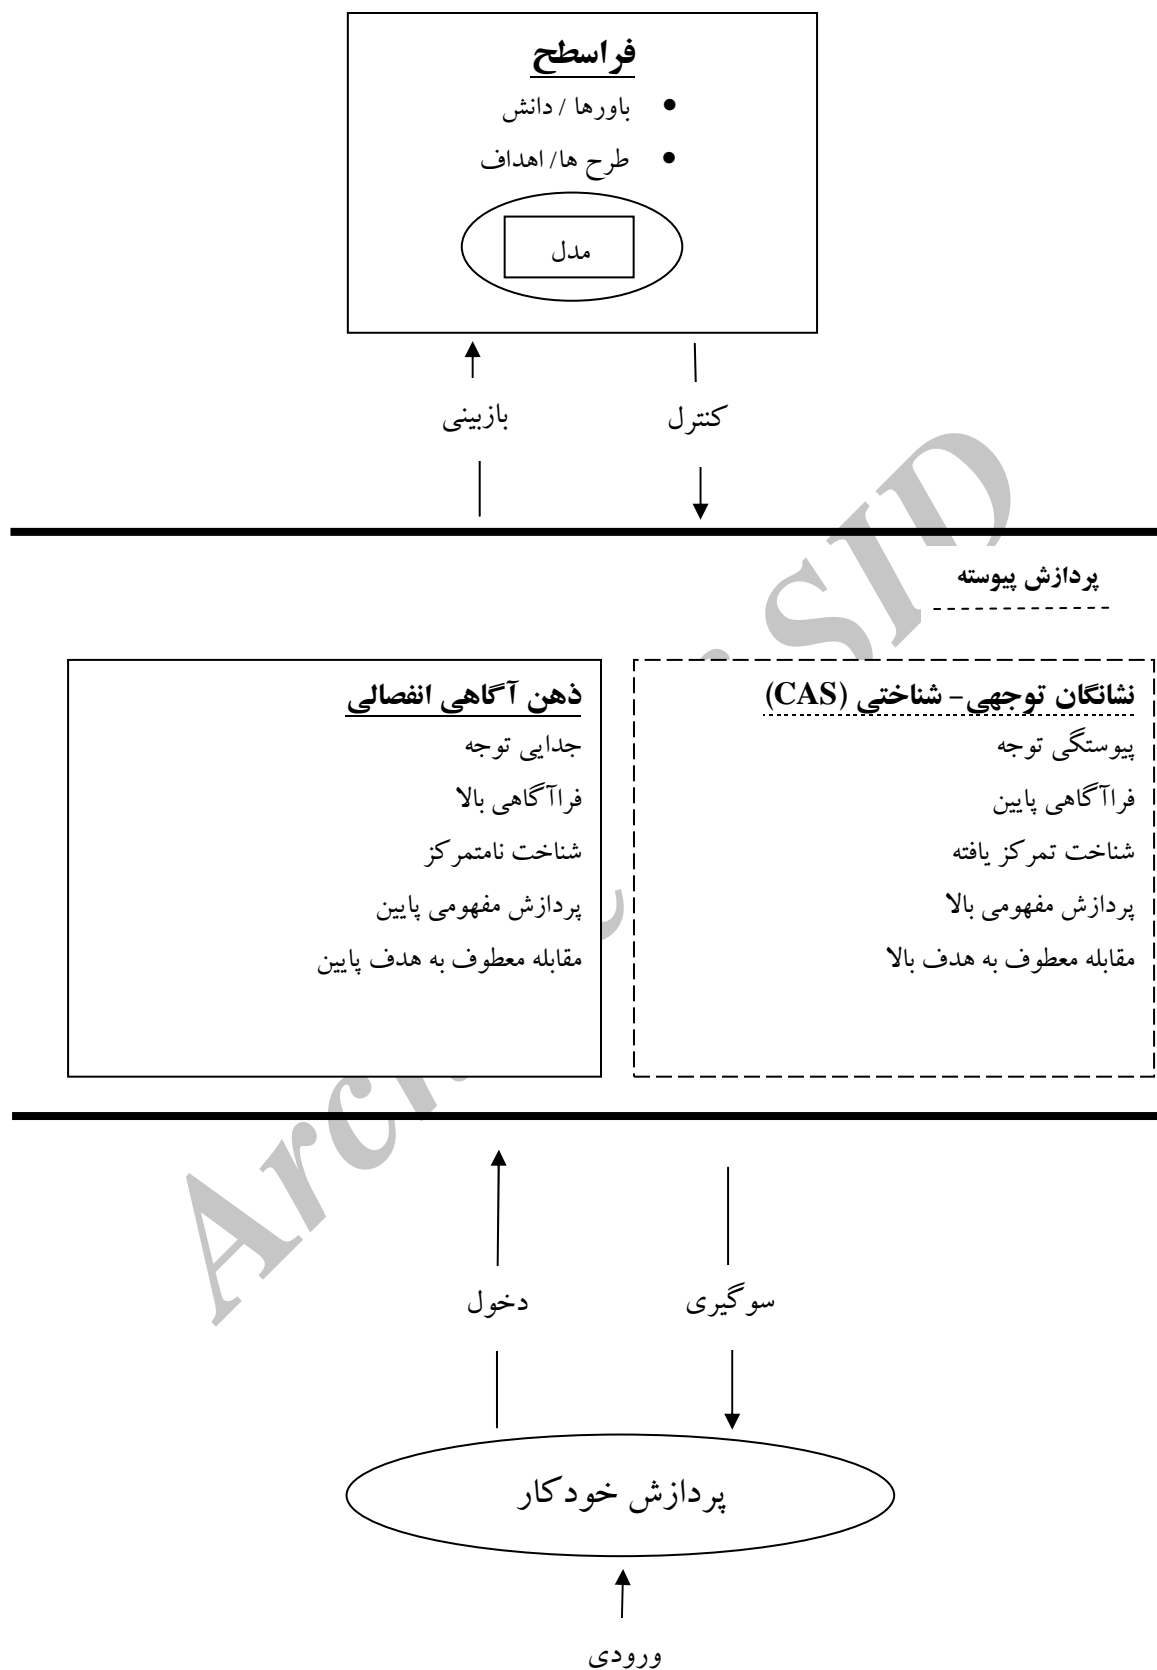 فراسطح
• باورها / دانش
• طرح ها/ اهداف
مدل
کنترل
بازبینی
پردازش پیوسته
نشانگان توجهی- شناختی (CAS)
پیوستگی توجه
فراآگاهی پایین
شناخت تمرکز یافته
پردازش مفهومی بالا
مقابله معطوف به هدف بالا
ذهن آگاهی انفصالی
جدایی توجه
فراآگاهی بالا
شناخت نامتمرکز
پردازش مفهومی پایین
مقابله معطوف به هدف پایین
سوگیری
دخول
پردازش خودکار
ورودی